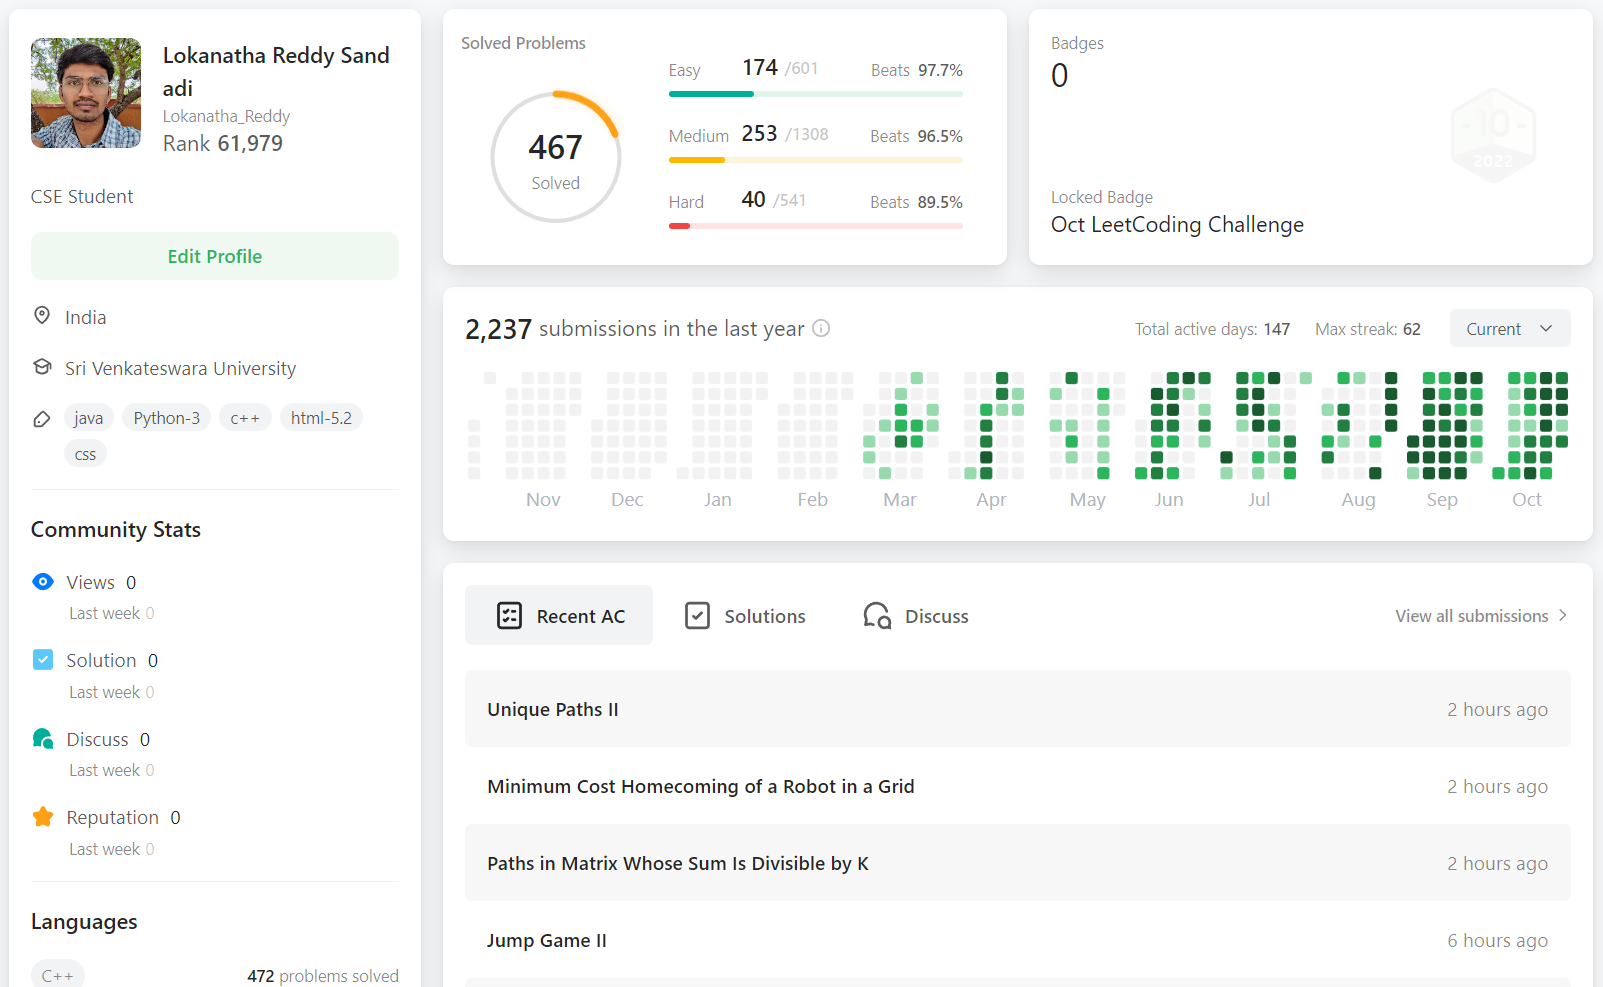 Lokanatha Reddy Sand
adi
Lokanatha_Reddy
Rank 61,979
CSE Student
Edit Profile
India
Sri Venkateswara University
java Python-3 c++ html-5.2
css
Community Stats
Views 0
Last week 0
Solution 0
Last week 0
Discuss 0
Last week 0
Reputation 0
Last week 0
Languages
C++ 472 problems solved
Solved Problems
467
Solved
Easy 174 /601 Beats 97.7%
Medium 253 /1308 Beats 96.5%
Hard 40 /541 Beats 89.5%
Badges
0
10
2022
Locked Badge
Oct LeetCoding Challenge
2,237 submissions in the last year Total active days: 147 Max streak: 62 Current
Nov Dec Jan Feb Mar Apr May Jun Jul Aug Sep Oct
Recent AC Solutions Discuss View all submissions
Unique Paths II 2 hours ago
Minimum Cost Homecoming of a Robot in a Grid 2 hours ago
Paths in Matrix Whose Sum Is Divisible by K 2 hours ago
Jump Game II 6 hours ago